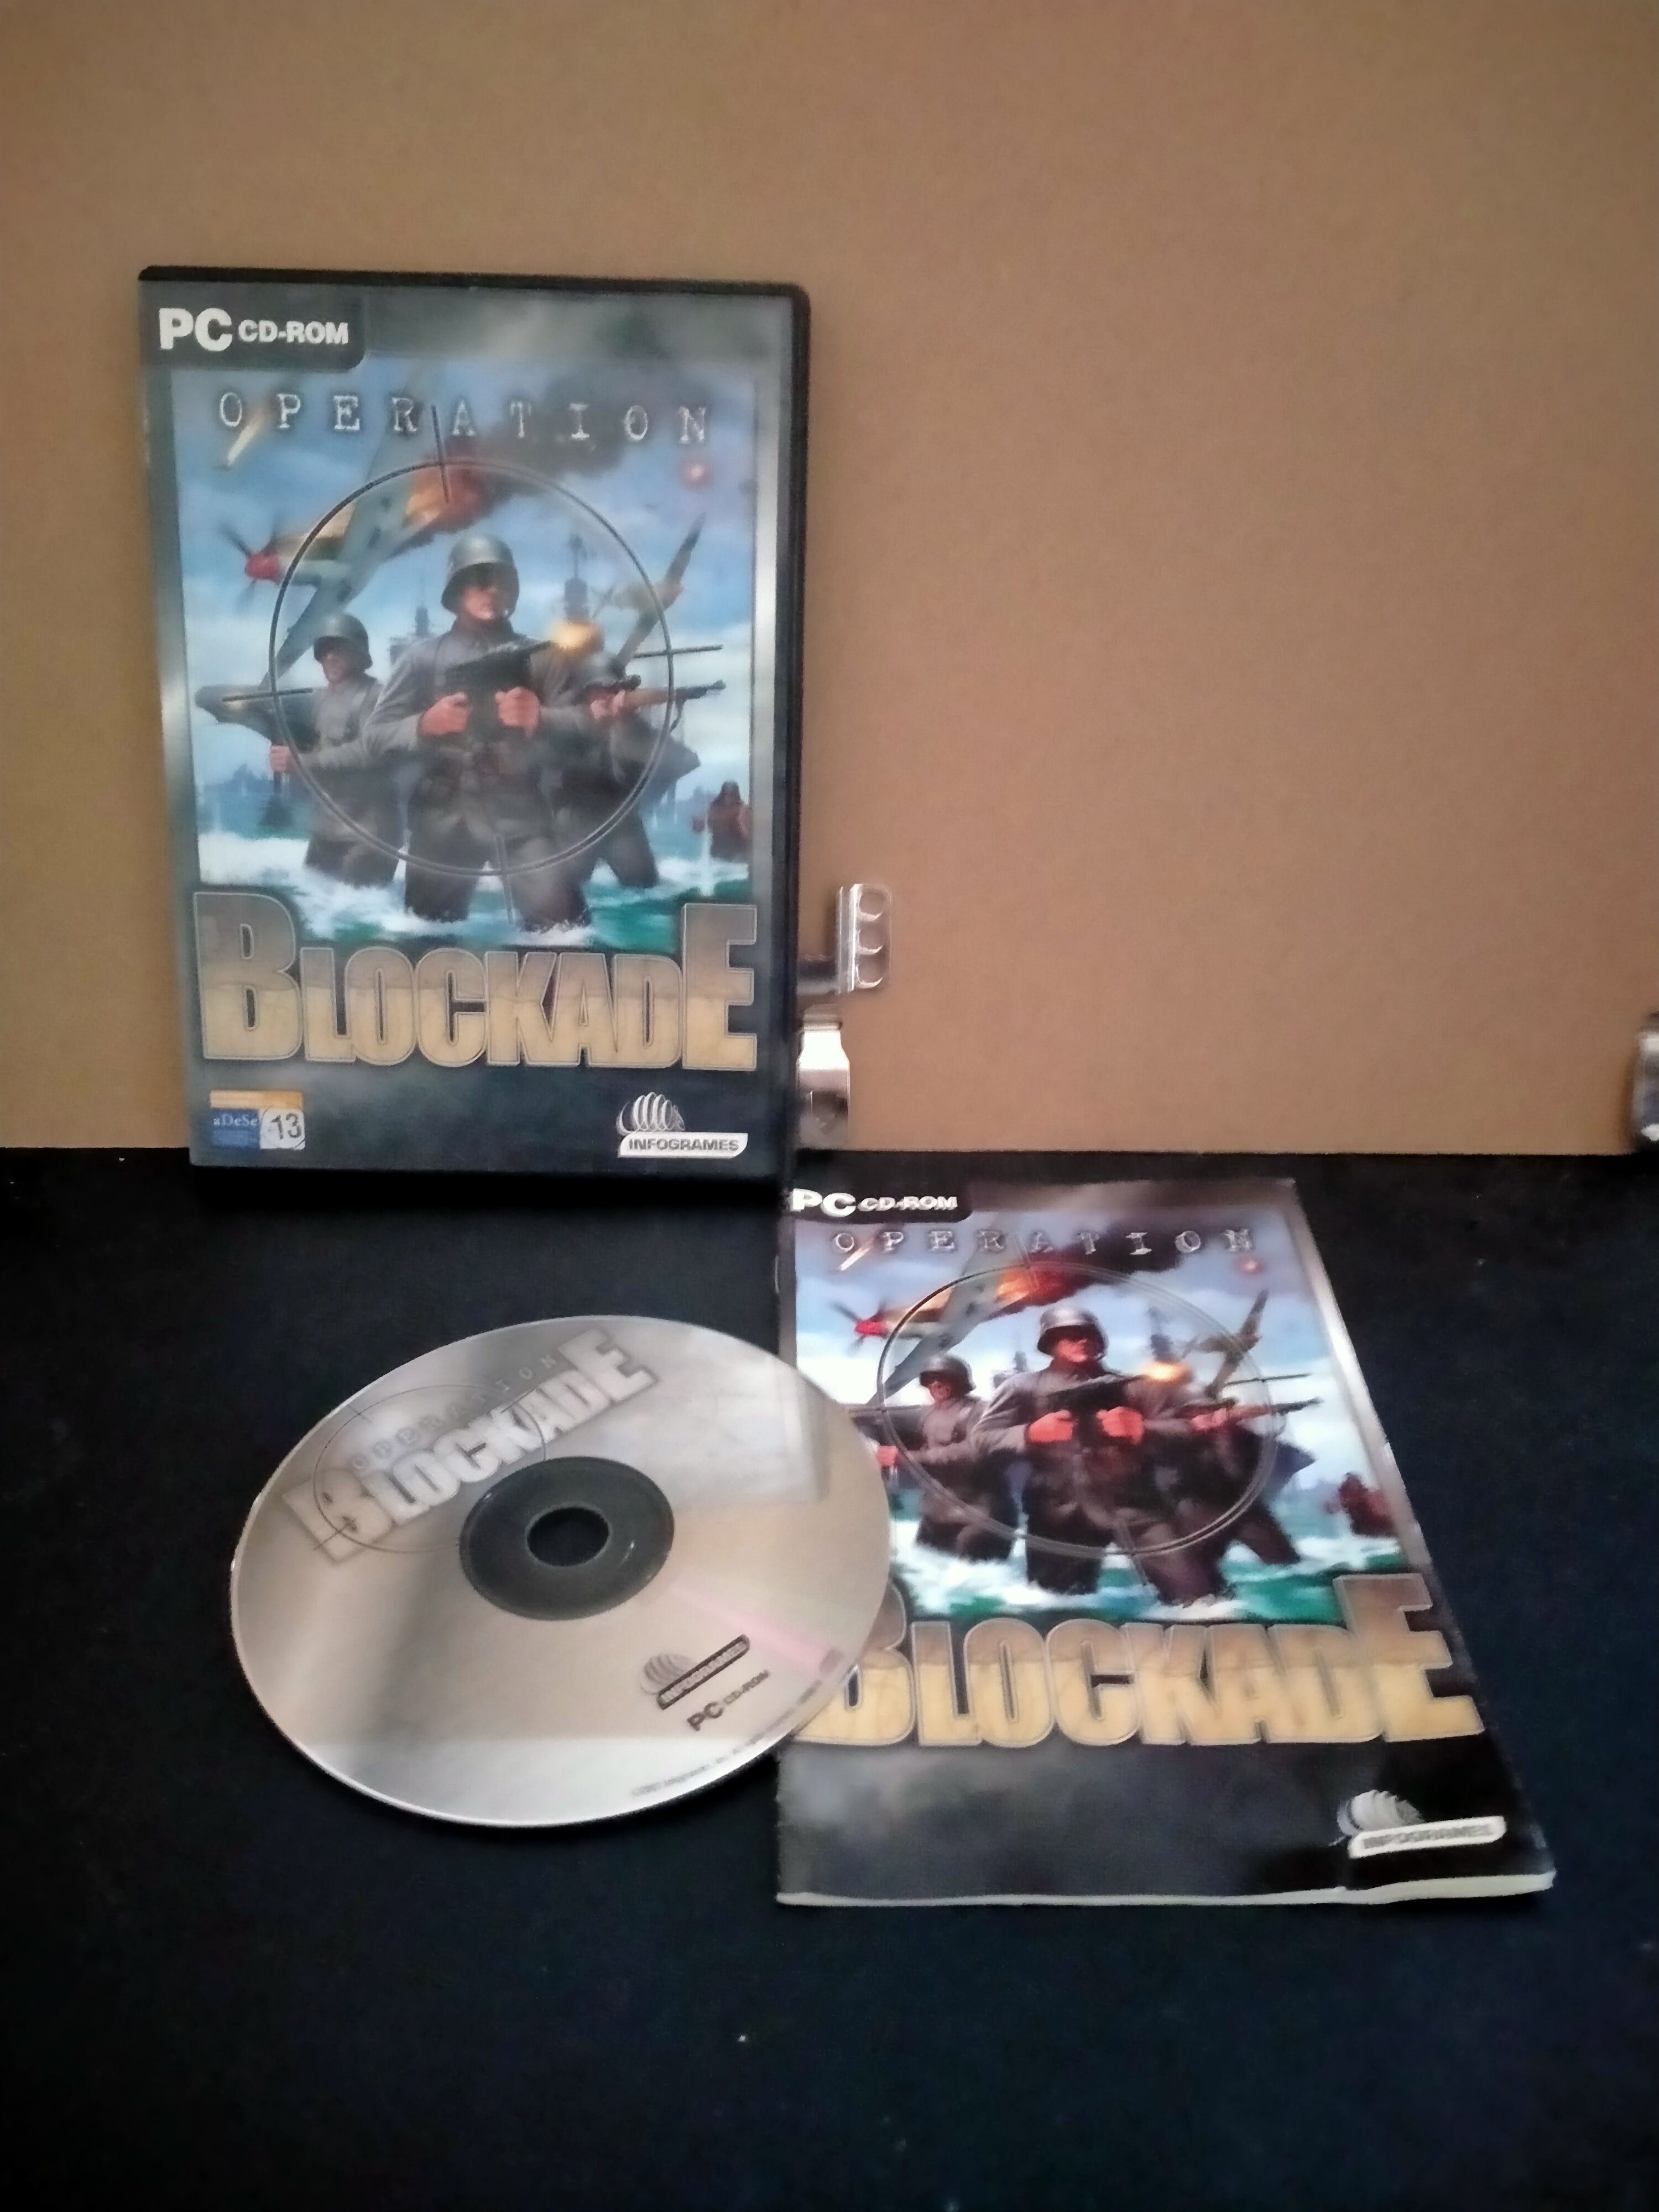 PC CD-ROM
OPERATION
BLOCKADE
aDeSe
13
INFOGRAMES
PC CD-ROM
OPERATION
BLOCKADE
INFOGRAMES
OPERATION
BLOCKADE
INFOGRAMES
PC CD-ROM